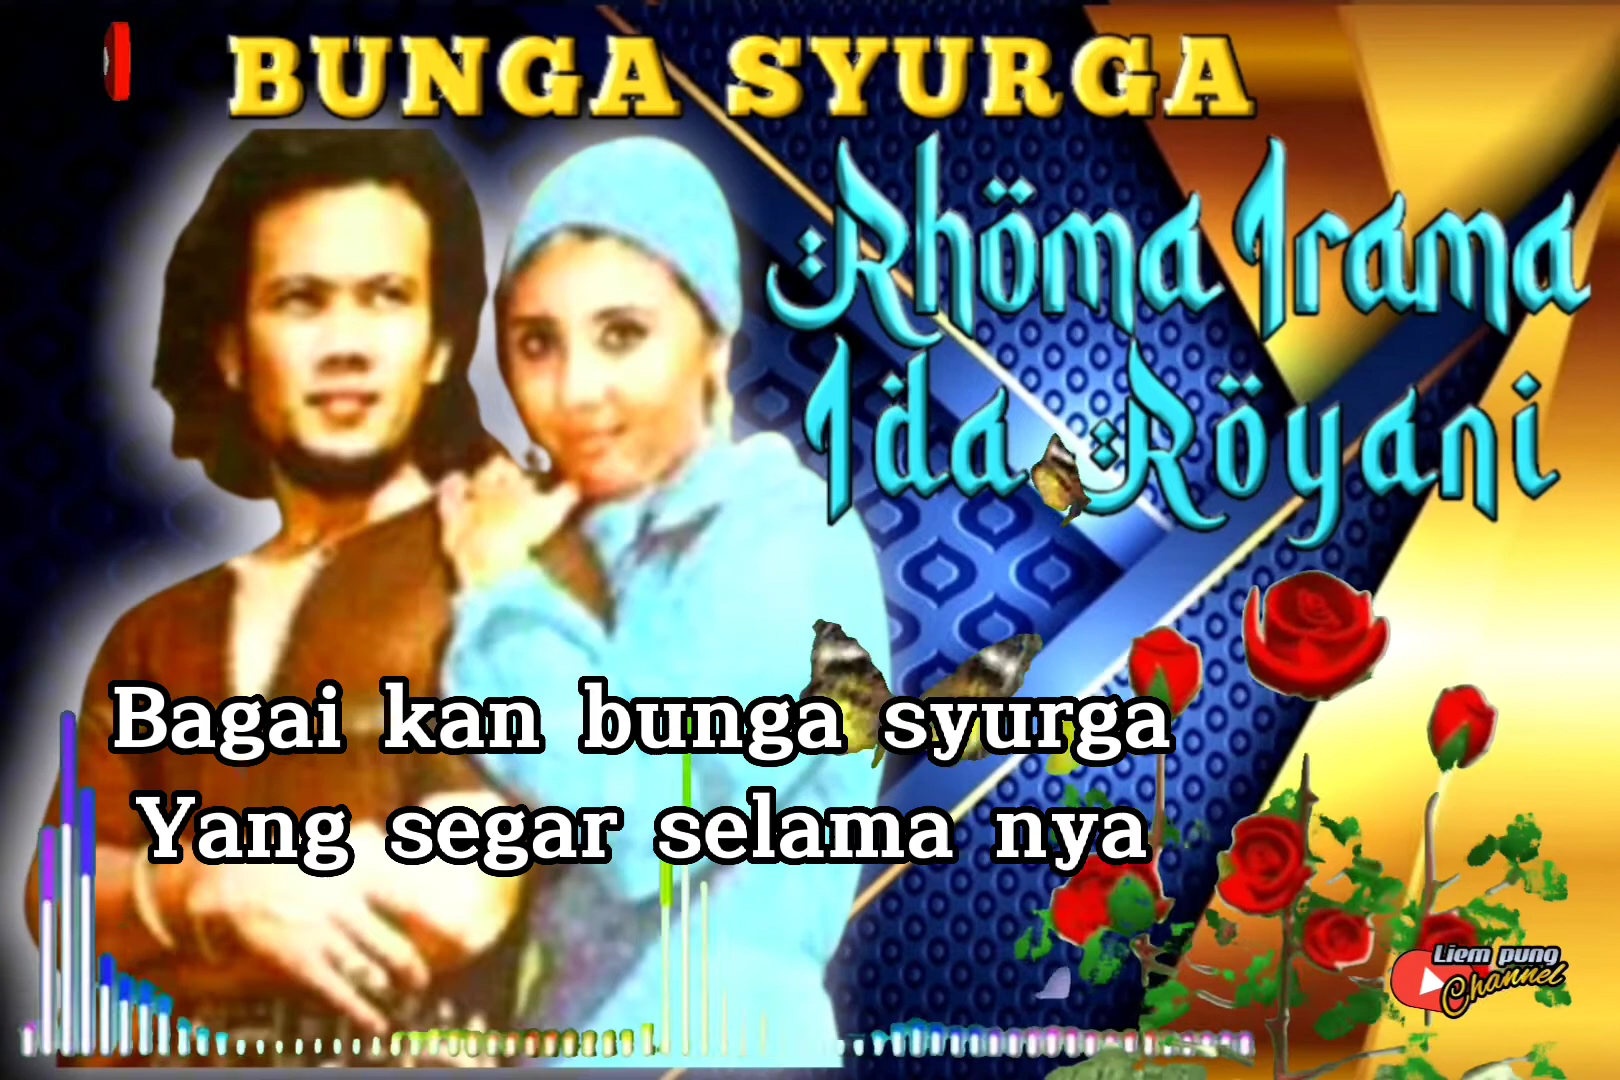 BUNGA SYURGA
Rhöma Irama
Ida Röyani
Bagai kan bunga syurga
Yang segar selama nya
Liem pung
Channel